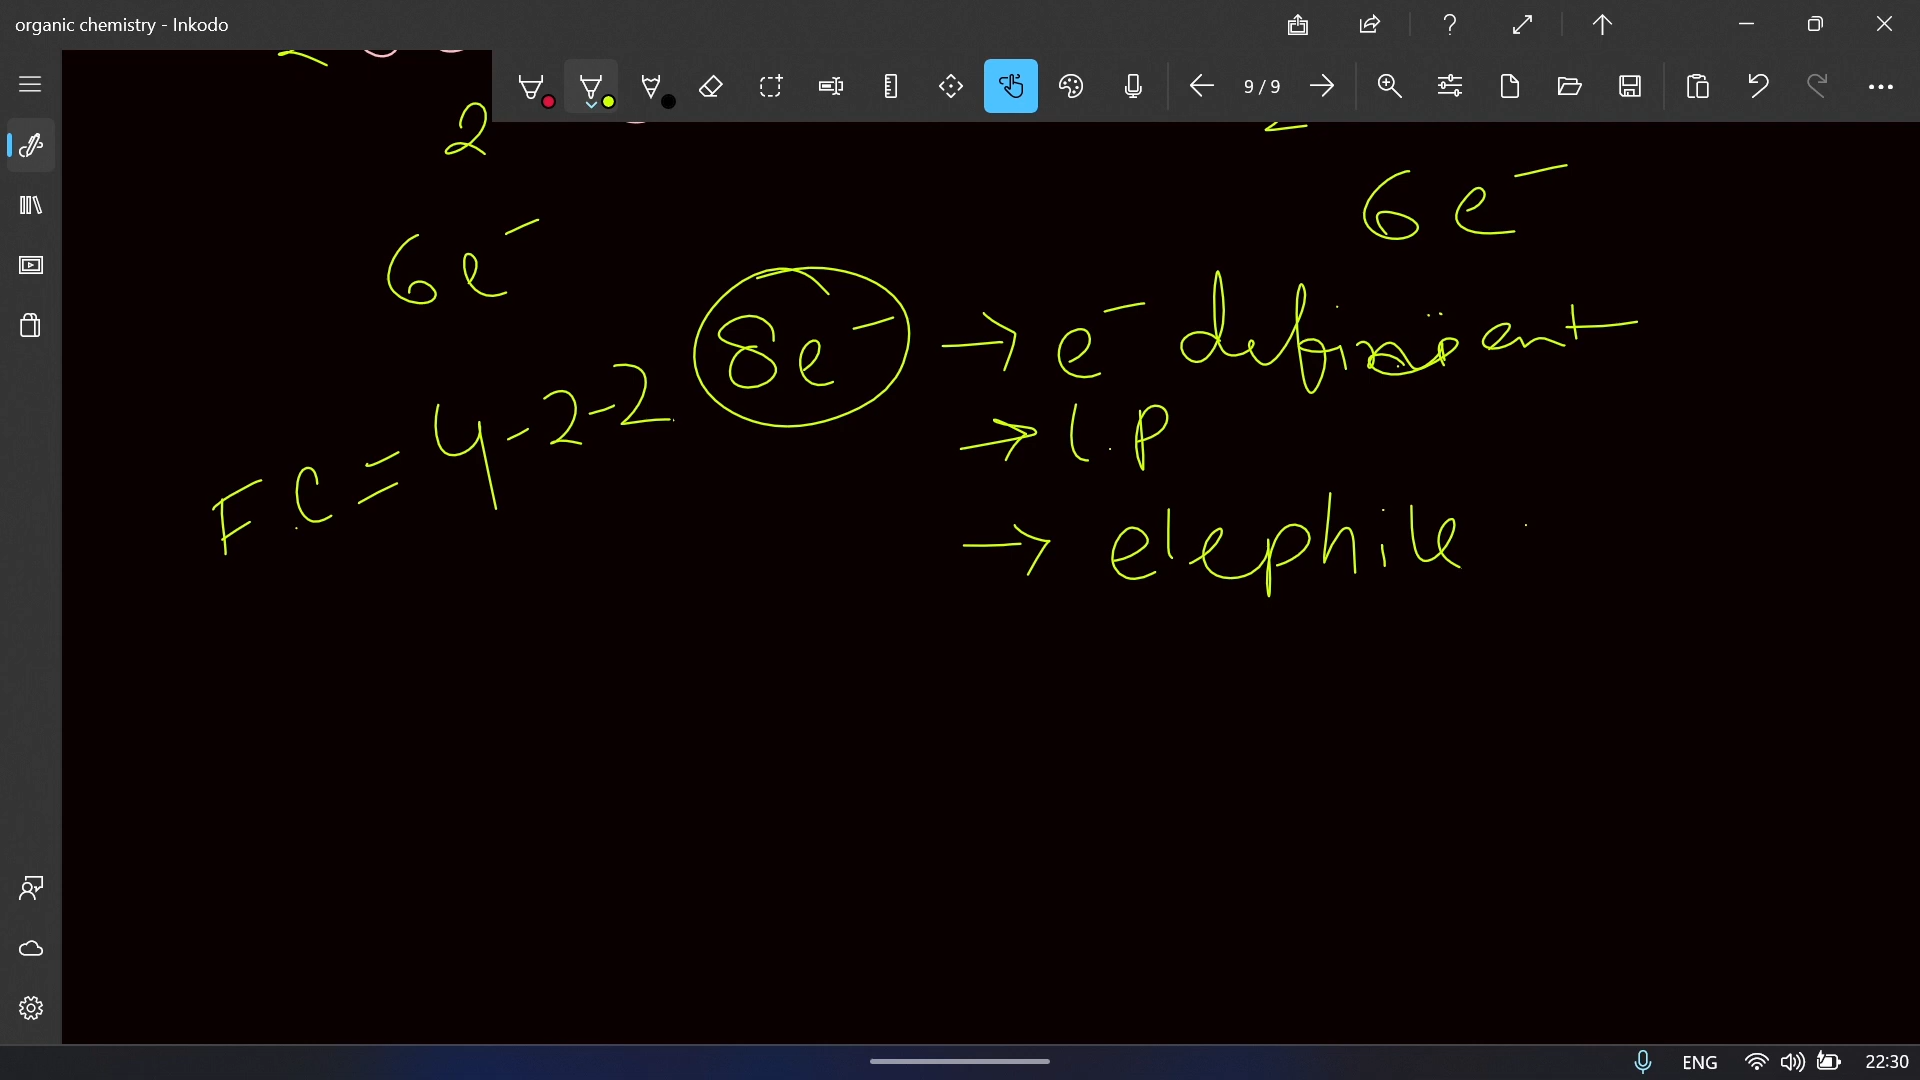 organic chemistry - Inkodo
9 / 9
2
6e⁻
6e⁻
8e⁻ → e⁻ deficient
FC = 4-2-2
→ l.p
→ elephile
ENG
22:30